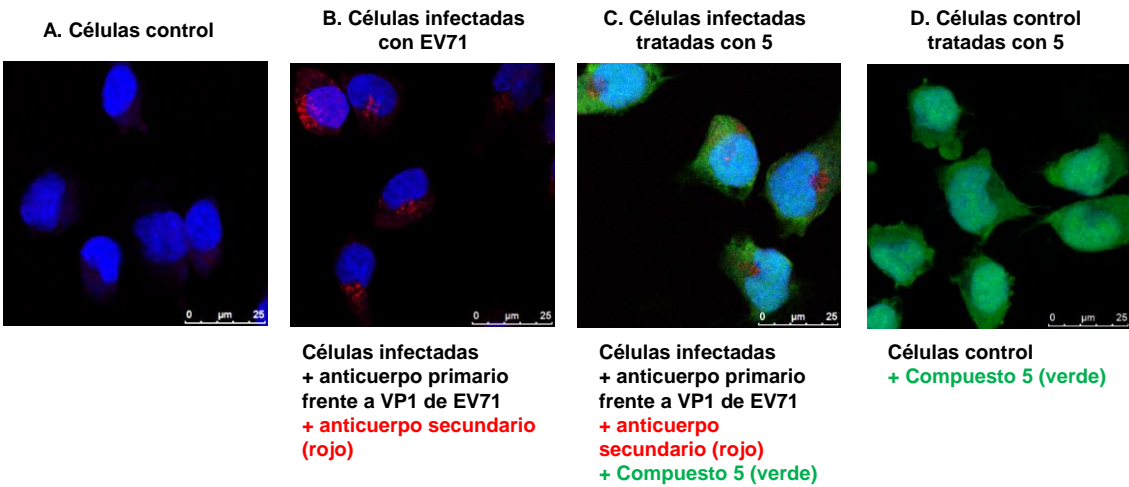 A. Células control
B. Células infectadas
con EV71
C. Células infectadas
tratadas con 5
D. Células control
tratadas con 5
0 µm 25
0 µm 25
0 µm 25
0 µm 25
Células infectadas
+ anticuerpo primario
frente a VP1 de EV71
+ anticuerpo secundario
(rojo)
Células infectadas
+ anticuerpo primario
frente a VP1 de EV71
+ anticuerpo
secundario (rojo)
+ Compuesto 5 (verde)
Células control
+ Compuesto 5 (verde)